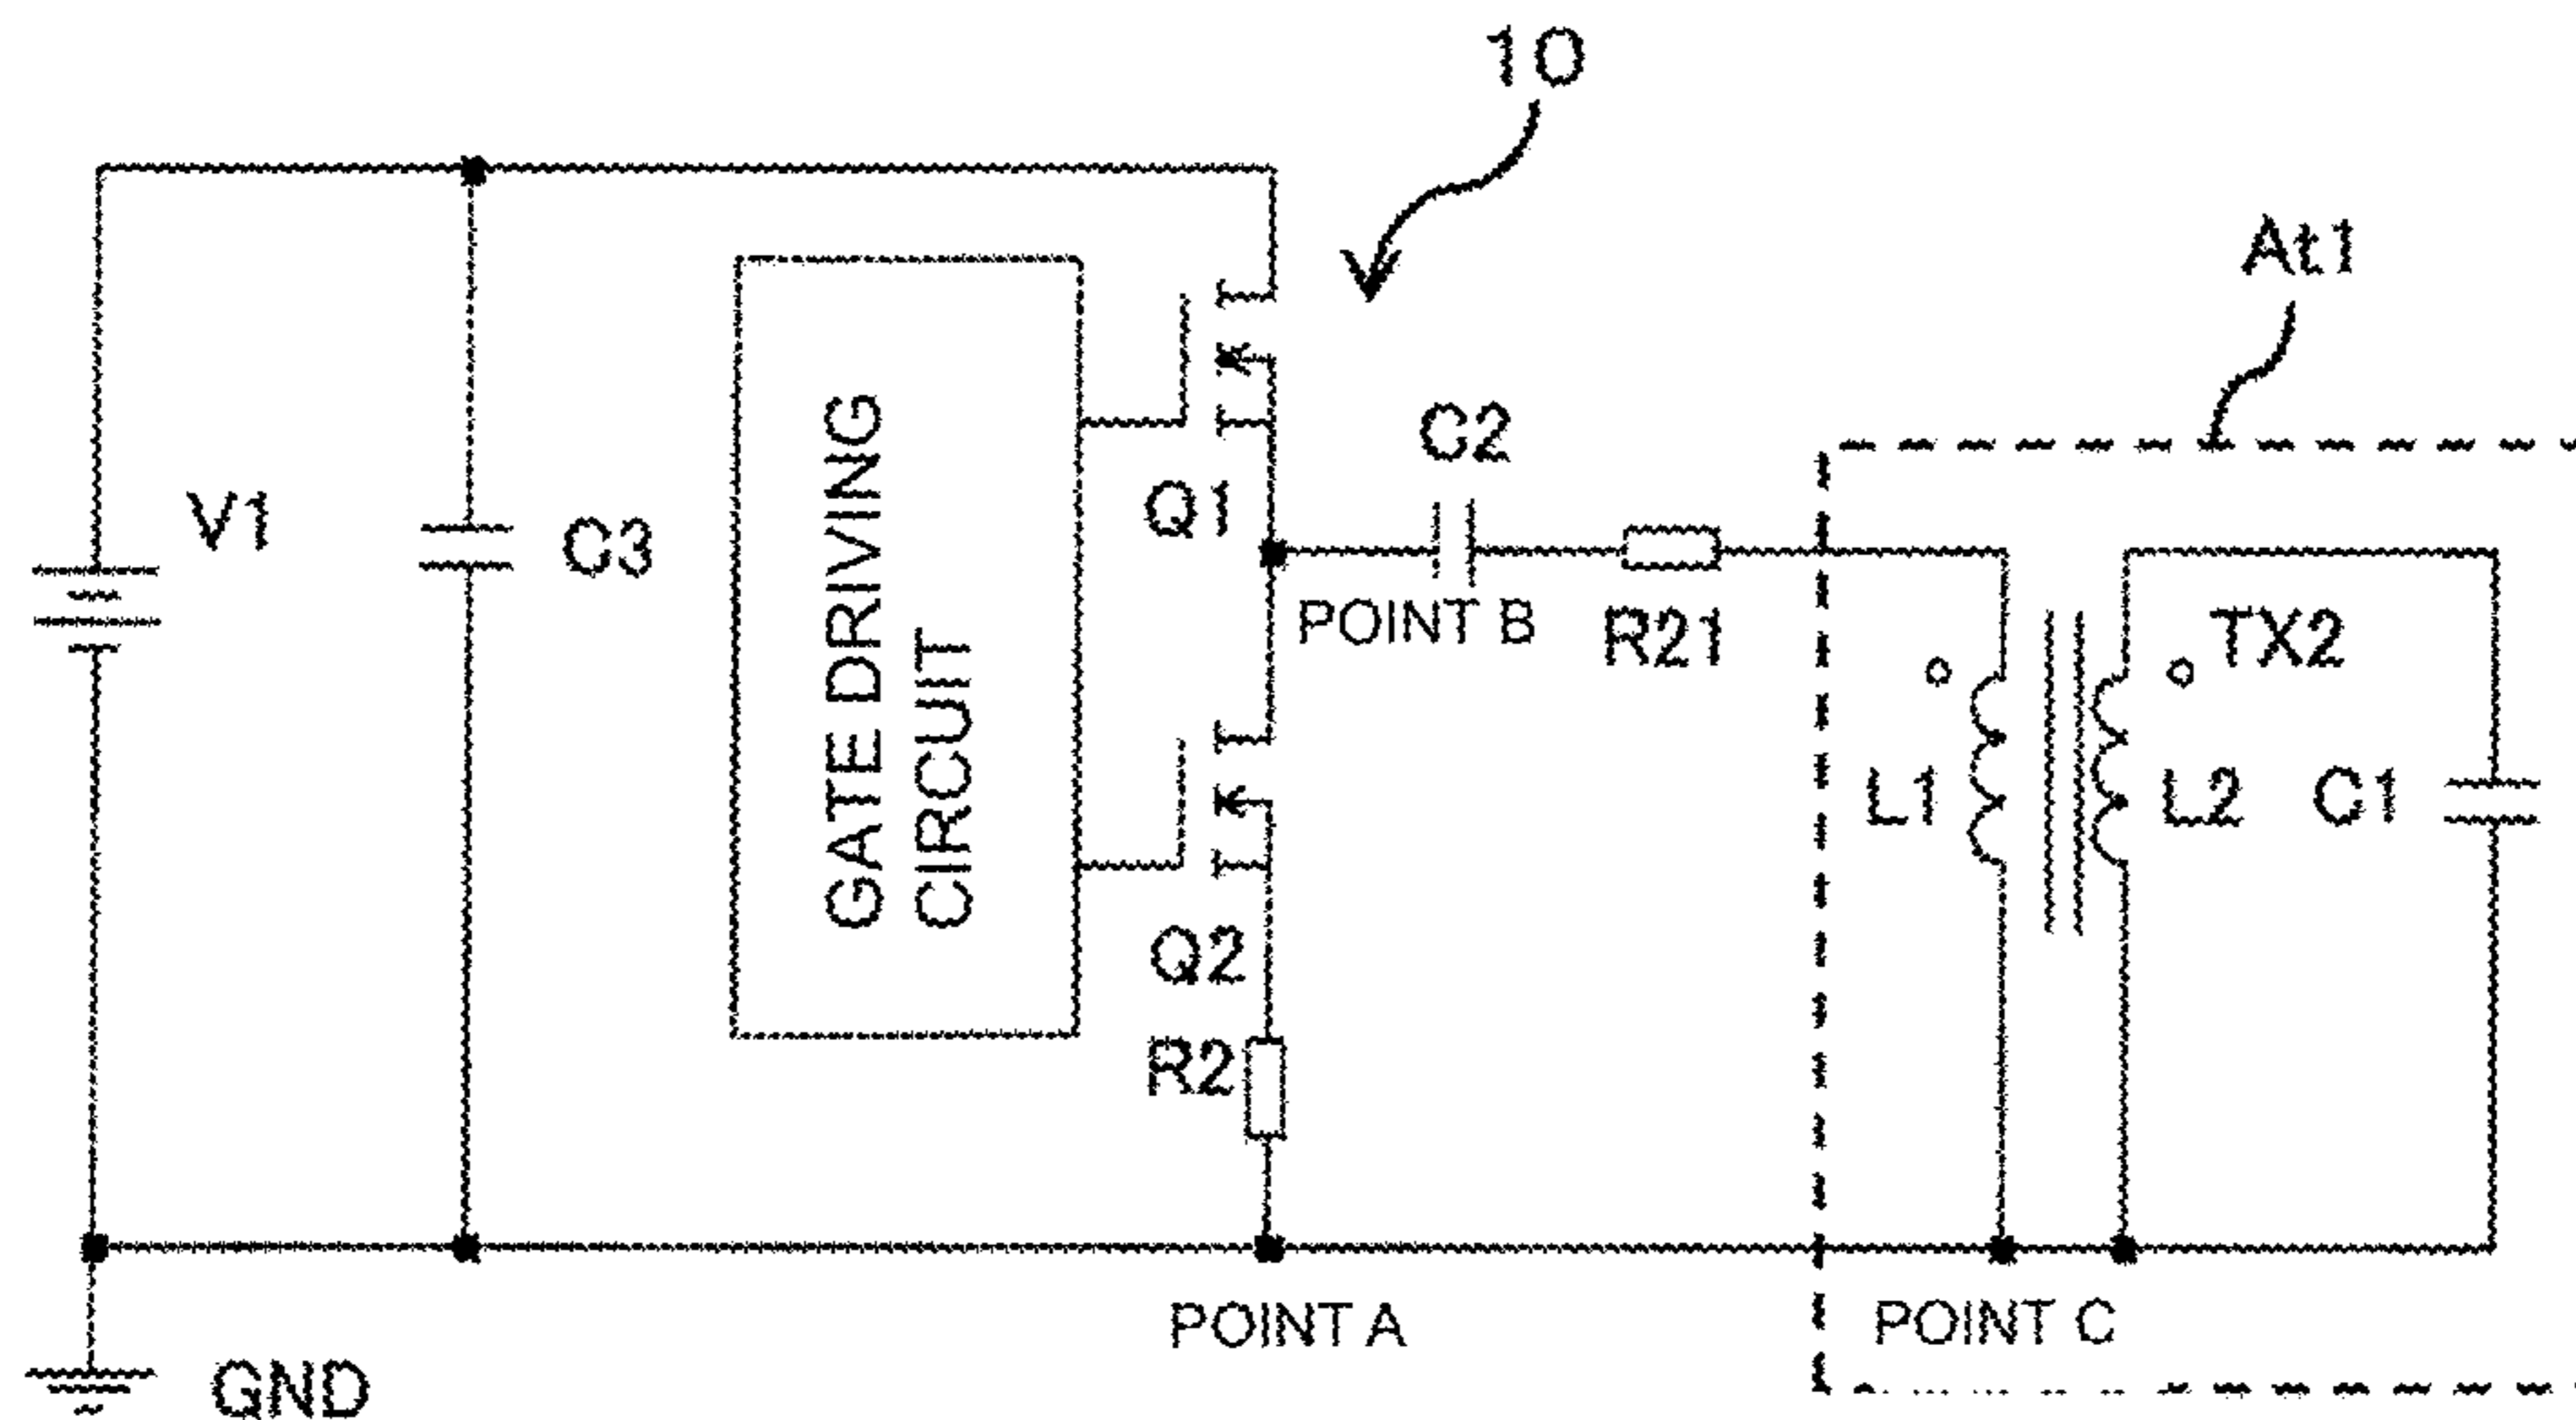 10
At1
V1
C3
GATE DRIVING
CIRCUIT
Q1
C2
POINT B
R21
TX2
L1
L2
C1
Q2
R2
POINT A
POINT C
GND